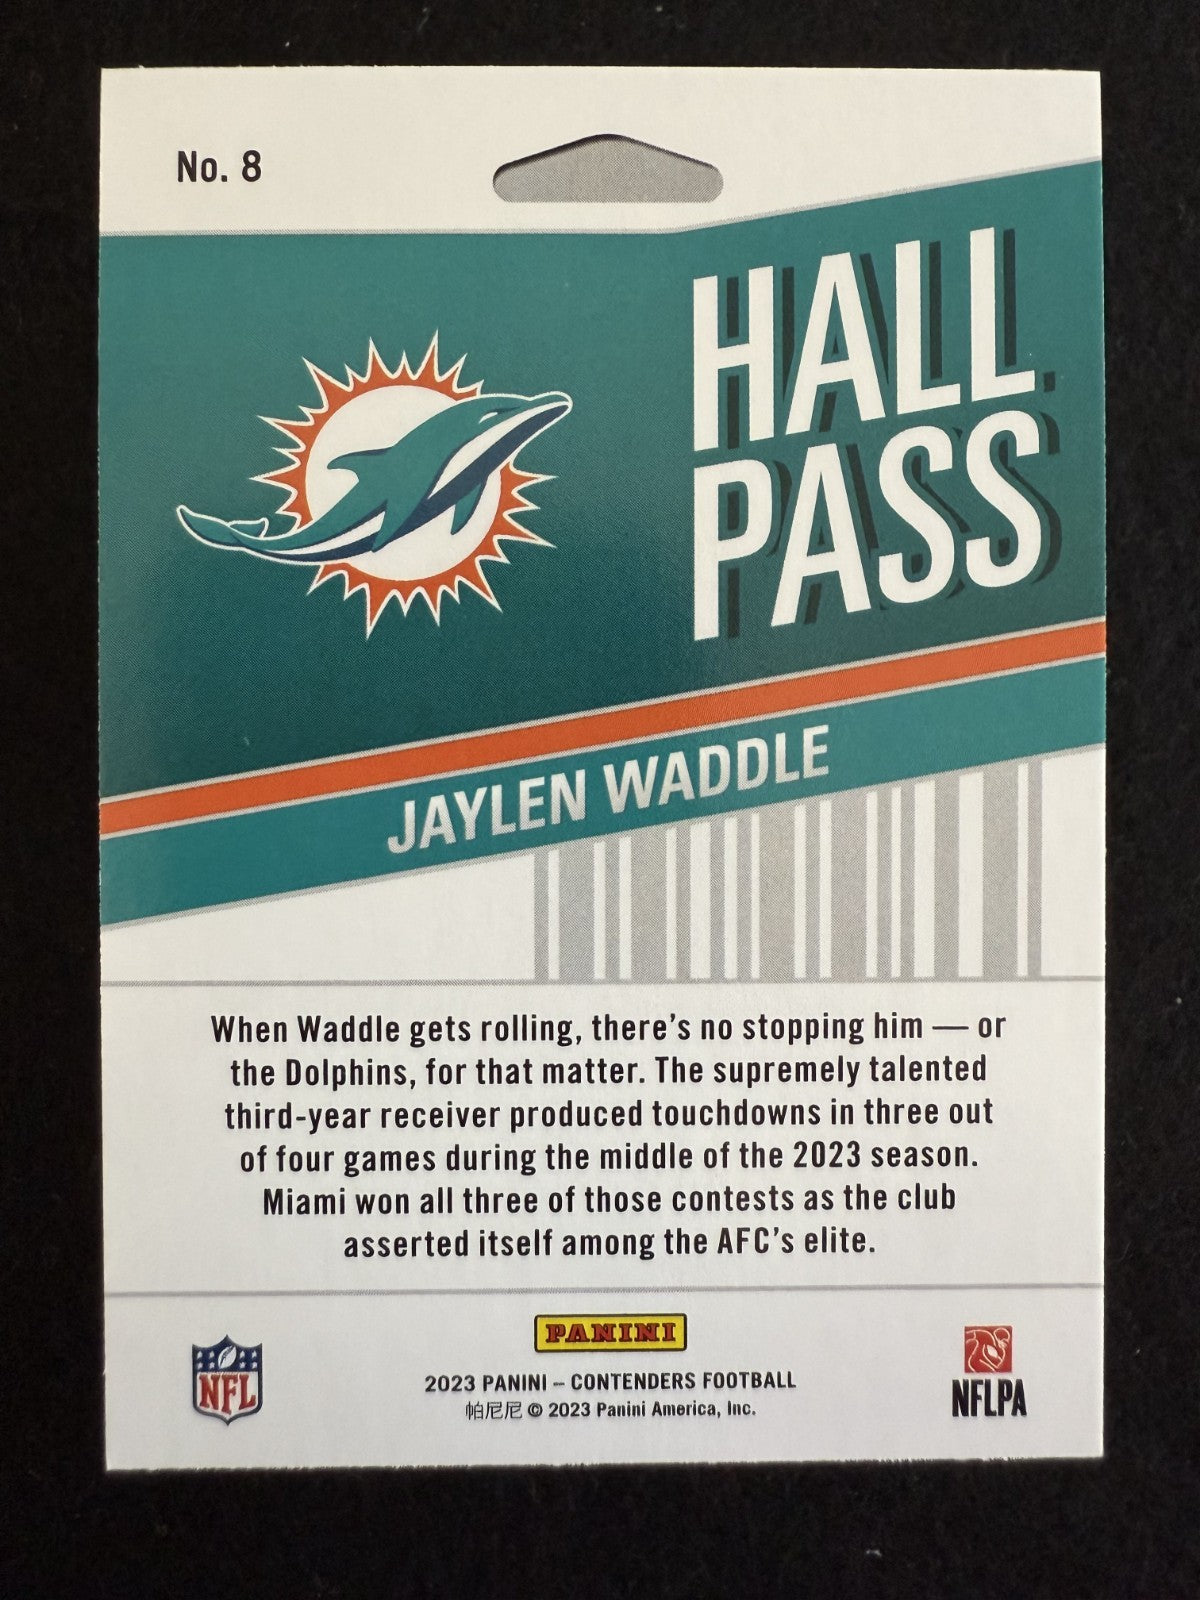 No. 8
HALL
PASS
JAYLEN WADDLE
When Waddle gets rolling, there's no stopping him — or
the Dolphins, for that matter. The supremely talented
third-year receiver produced touchdowns in three out
of four games during the middle of the 2023 season.
Miami won all three of those contests as the club
asserted itself among the AFC's elite.
PANINI
NFL
2023 PANINI – CONTENDERS FOOTBALL
帕尼尼 © 2023 Panini America, Inc.
NFLPA